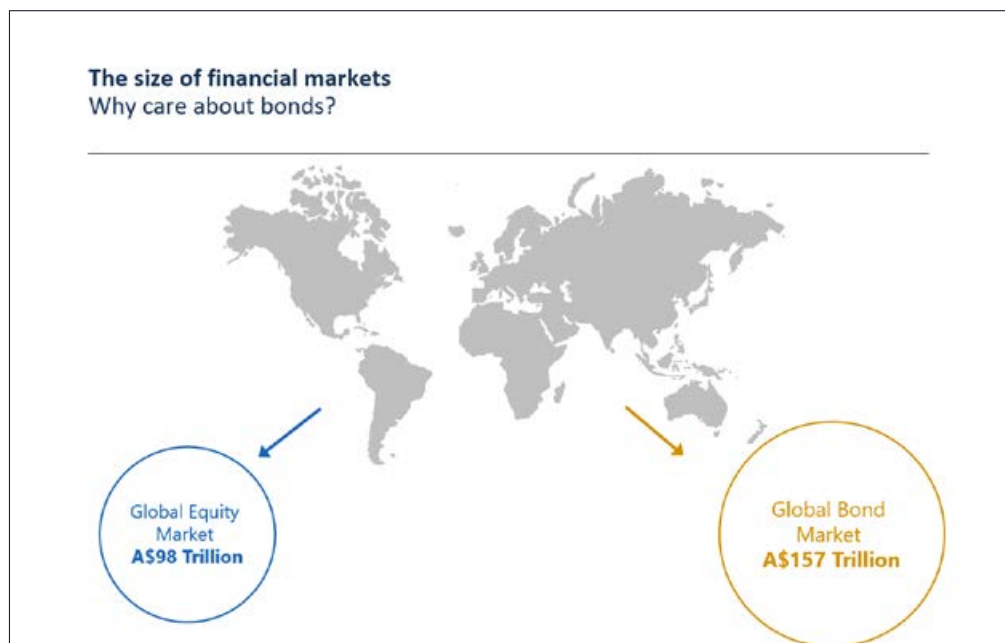 The size of financial markets
Why care about bonds?
Global Equity
Market
A$98 Trillion
Global Bond
Market
A$157 Trillion